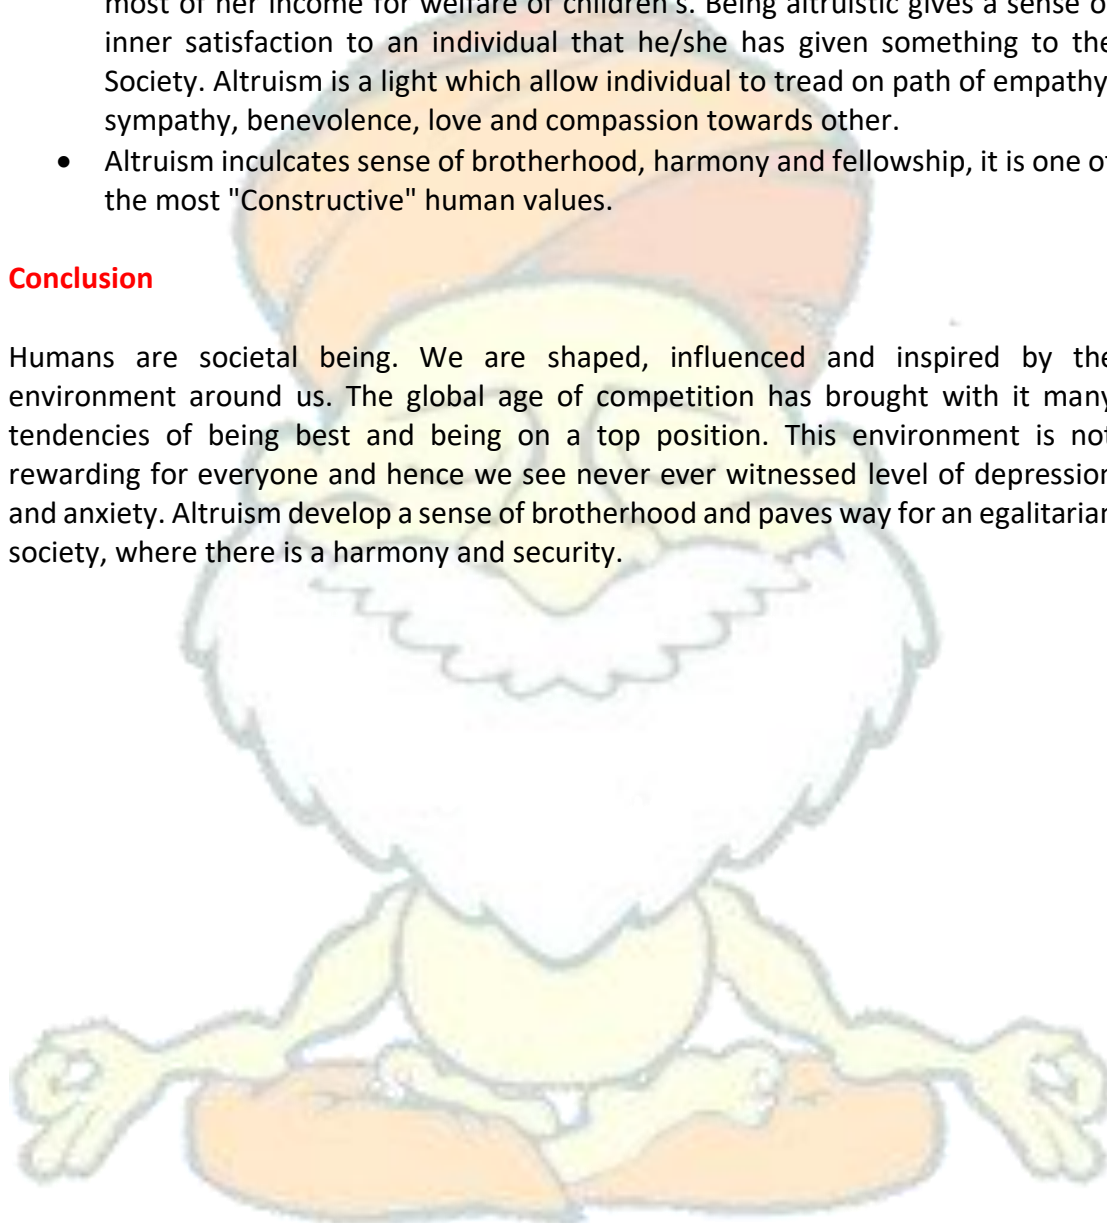 most of her income for welfare of children's. Being altruistic gives a sense of
inner satisfaction to an individual that he/she has given something to the
Society. Altruism is a light which allow individual to tread on path of empathy
sympathy, benevolence, love and compassion towards other.
• Altruism inculcates sense of brotherhood, harmony and fellowship, it is one of
the most "Constructive" human values.
Conclusion
Humans are societal being. We are shaped, influenced and inspired by the
environment around us. The global age of competition has brought with it many
tendencies of being best and being on a top position. This environment is not
rewarding for everyone and hence we see never ever witnessed level of depression
and anxiety. Altruism develop a sense of brotherhood and paves way for an egalitarian
society, where there is a harmony and security.